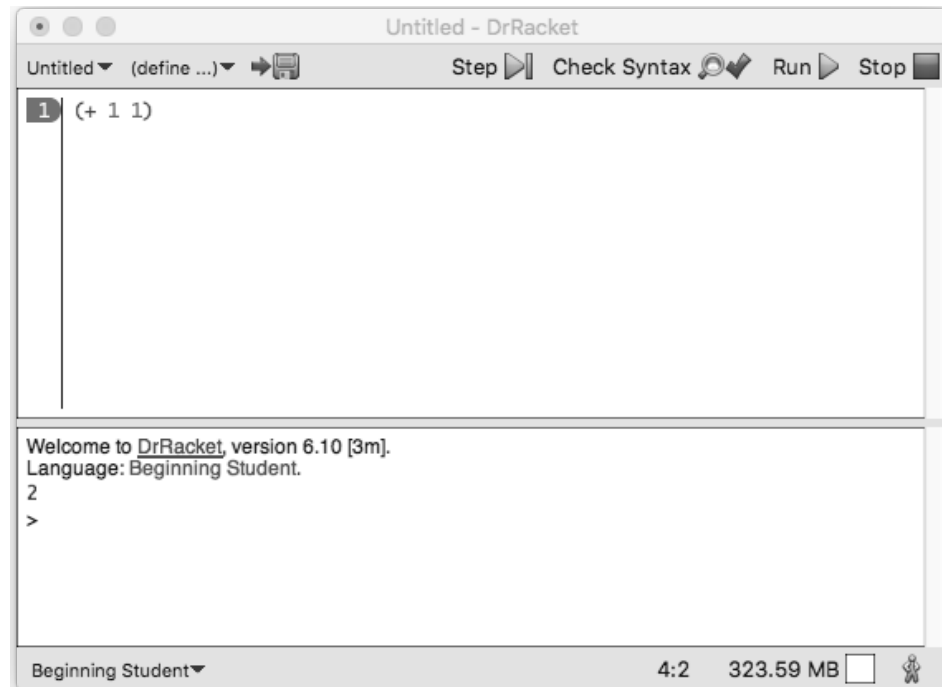 Untitled - DrRacket
Untitled (define ...) Step Check Syntax Run Stop
1 (+ 1 1)
Welcome to DrRacket, version 6.10 [3m].
Language: Beginning Student.
2
>
Beginning Student 4:2 323.59 MB